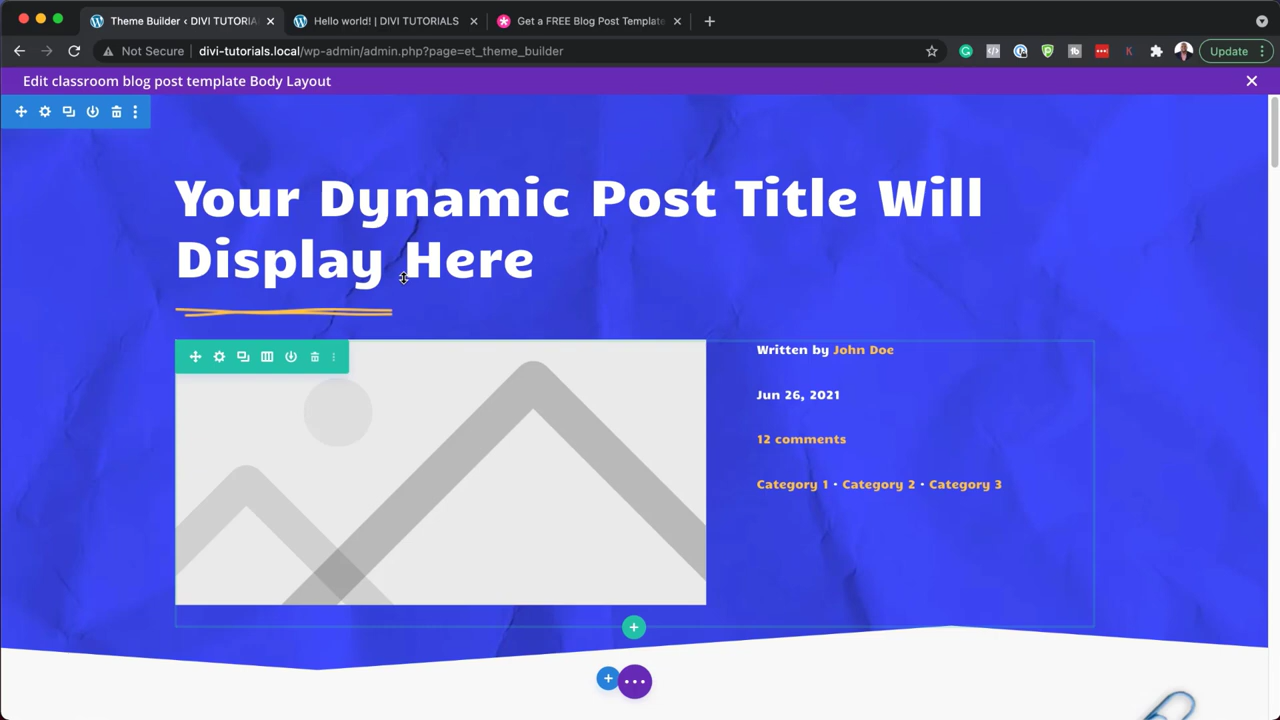 Theme Builder ‹ DIVI TUTORIA
Hello world! | DIVI TUTORIALS
Get a FREE Blog Post Template
Not Secure
divi-tutorials.local/wp-admin/admin.php?page=et_theme_builder
Update
Edit classroom blog post template Body Layout
Your Dynamic Post Title Will
Display Here
Written by John Doe
Jun 26, 2021
12 comments
Category 1 • Category 2 • Category 3